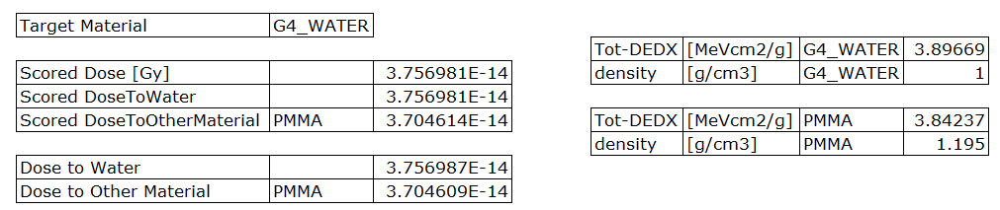 Target Material G4_WATER
Scored Dose [Gy] 3.756981E-14
Scored DoseToWater 3.756981E-14
Scored DoseToOtherMaterial PMMA 3.704614E-14
Dose to Water 3.756987E-14
Dose to Other Material PMMA 3.704609E-14
Tot-DEDX [MeVcm2/g] G4_WATER 3.89669
density [g/cm3] G4_WATER 1
Tot-DEDX [MeVcm2/g] PMMA 3.84237
density [g/cm3] PMMA 1.195